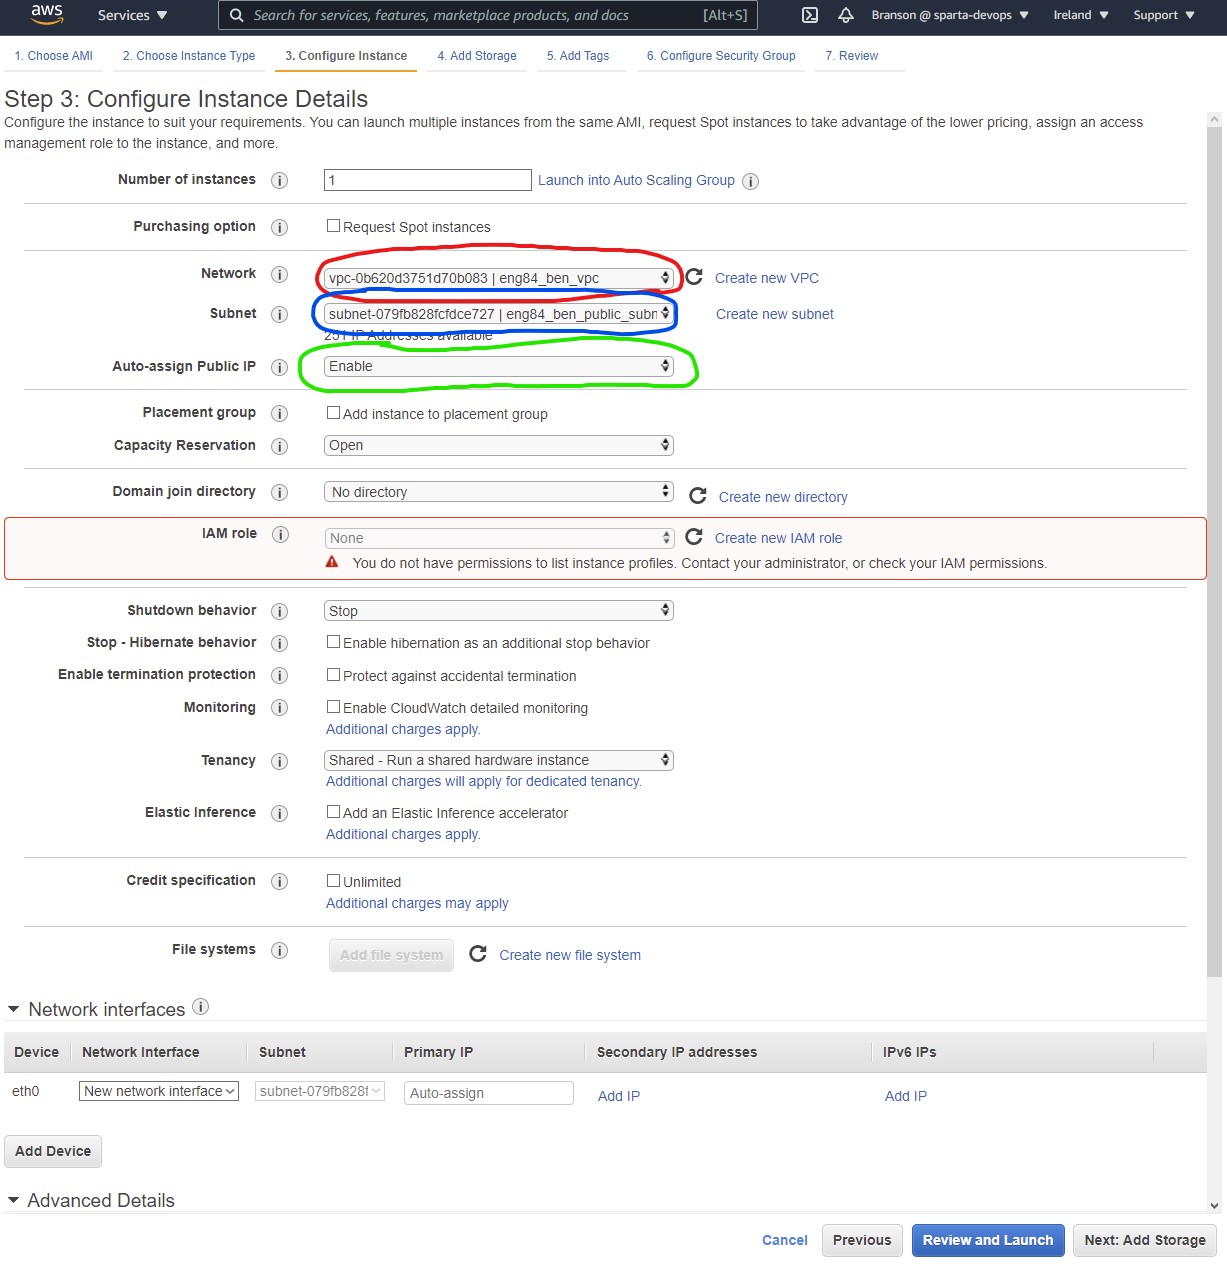 aws
Services
Search for services, features, marketplace products, and docs [Alt+S]
Branson @ sparta-devops
Ireland
Support
1. Choose AMI
2. Choose Instance Type
3. Configure Instance
4. Add Storage
5. Add Tags
6. Configure Security Group
7. Review
Step 3: Configure Instance Details
Configure the instance to suit your requirements. You can launch multiple instances from the same AMI, request Spot instances to take advantage of the lower pricing, assign an access
management role to the instance, and more.
Number of instances i 1 Launch into Auto Scaling Group i
Purchasing option i Request Spot instances
Network i vpc-0b620d3751d70b083 | eng84_ben_vpc Create new VPC
Subnet i subnet-079fb828fcfdce727 | eng84_ben_public_subn Create new subnet
251 IP Addresses available
Auto-assign Public IP i Enable
Placement group i Add instance to placement group
Capacity Reservation i Open
Domain join directory i No directory Create new directory
IAM role i None Create new IAM role
You do not have permissions to list instance profiles. Contact your administrator, or check your IAM permissions.
Shutdown behavior i Stop
Stop - Hibernate behavior i Enable hibernation as an additional stop behavior
Enable termination protection i Protect against accidental termination
Monitoring i Enable CloudWatch detailed monitoring
Additional charges apply.
Tenancy i Shared - Run a shared hardware instance
Additional charges will apply for dedicated tenancy.
Elastic Inference i Add an Elastic Inference accelerator
Additional charges apply.
Credit specification i Unlimited
Additional charges may apply
File systems i Add file system Create new file system
Network interfaces i
Device Network Interface Subnet Primary IP Secondary IP addresses IPv6 IPs
eth0 New network interface subnet-079fb828f Auto-assign Add IP Add IP
Add Device
Advanced Details
Cancel Previous Review and Launch Next: Add Storage